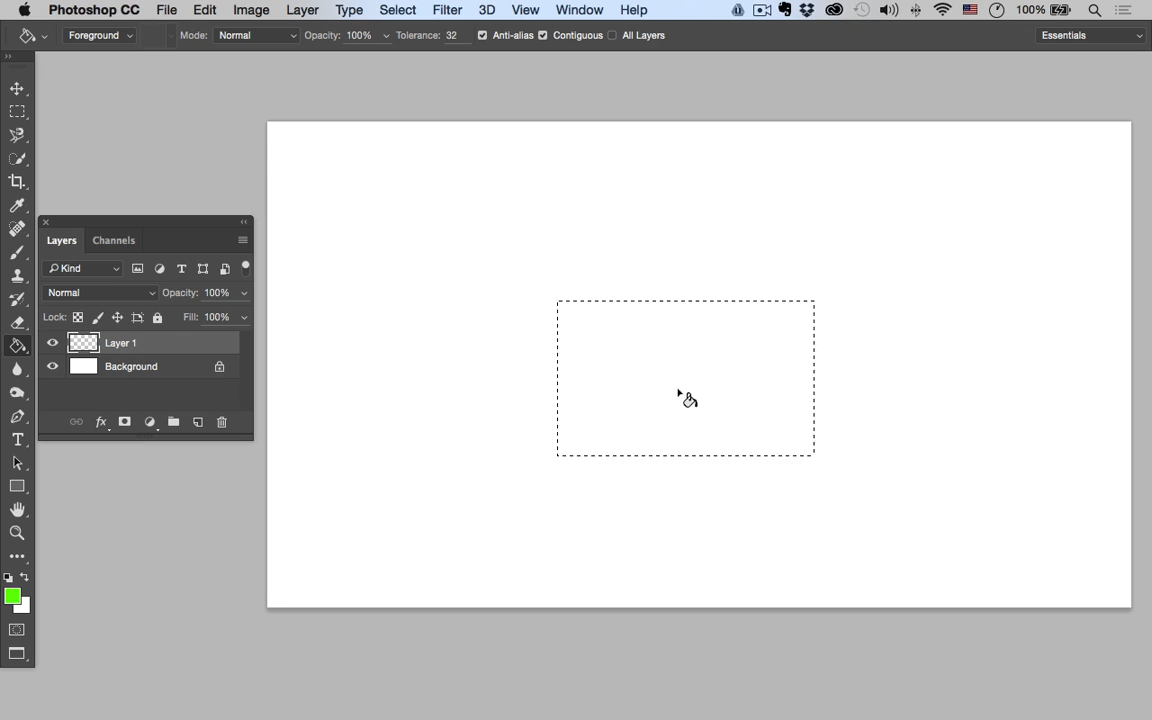 Photoshop CC File Edit Image Layer Type Select Filter 3D View Window Help 100%
Foreground Mode: Normal Opacity: 100% Tolerance: 32 Anti-alias Contiguous All Layers Essentials
Layers Channels
Kind T
Normal Opacity: 100%
Lock: Fill: 100%
Layer 1
Background
fx
T